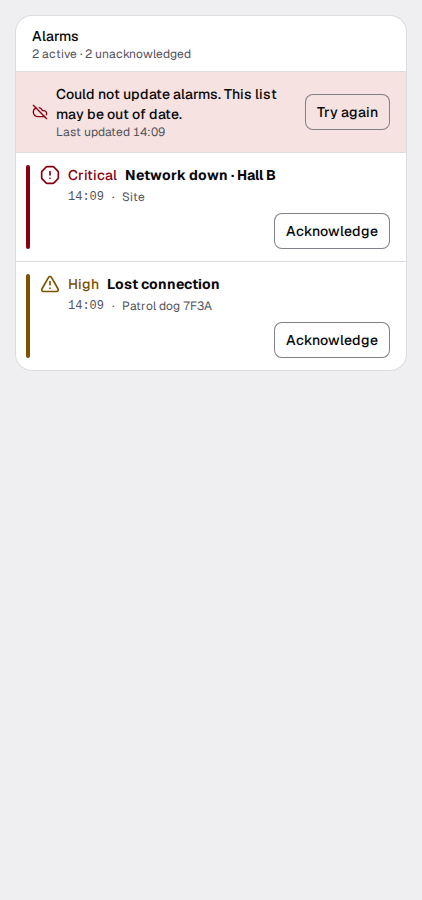 Alarms
2 active · 2 unacknowledged
Could not update alarms. This list
may be out of date.
Last updated 14:09
Try again
Critical Network down · Hall B
14:09 · Site
Acknowledge
High Lost connection
14:09 · Patrol dog 7F3A
Acknowledge